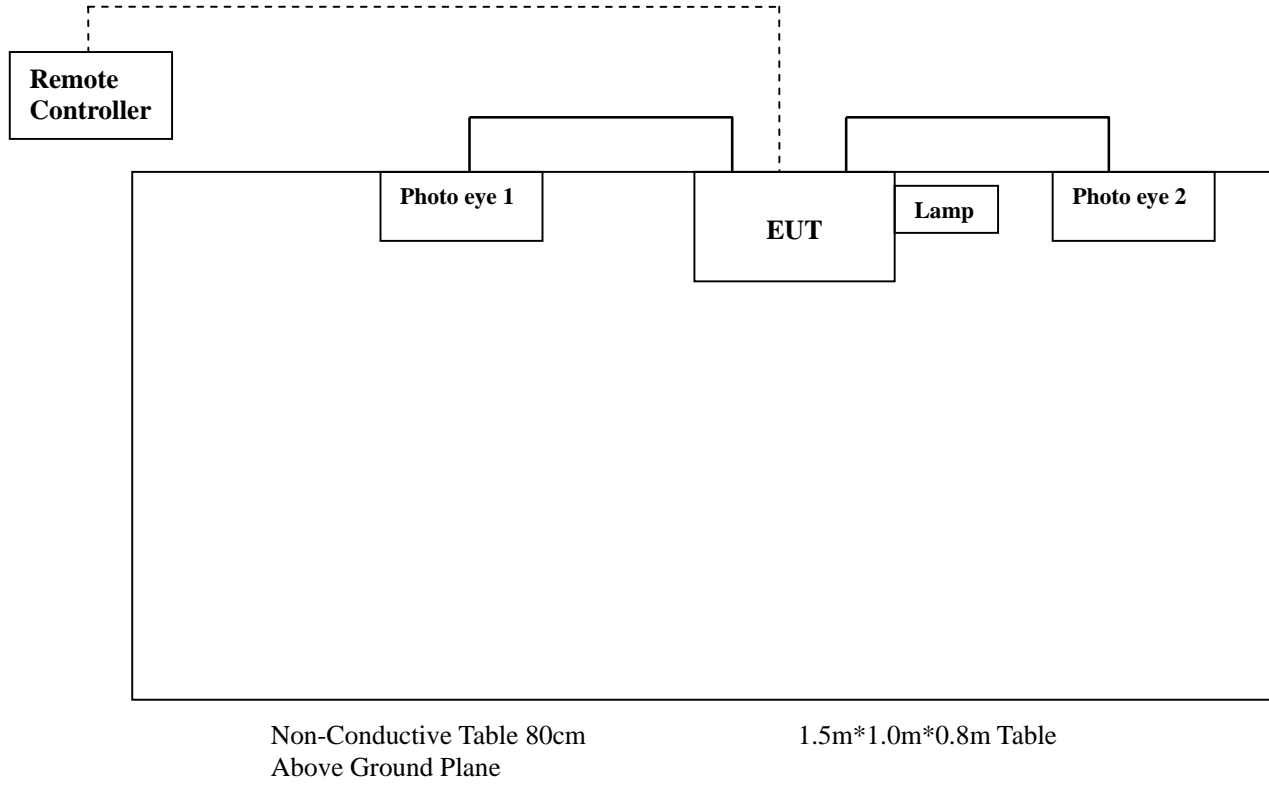 Remote
Controller
Photo eye 1
EUT
Lamp
Photo eye 2
Non-Conductive Table 80cm
Above Ground Plane
1.5m*1.0m*0.8m Table